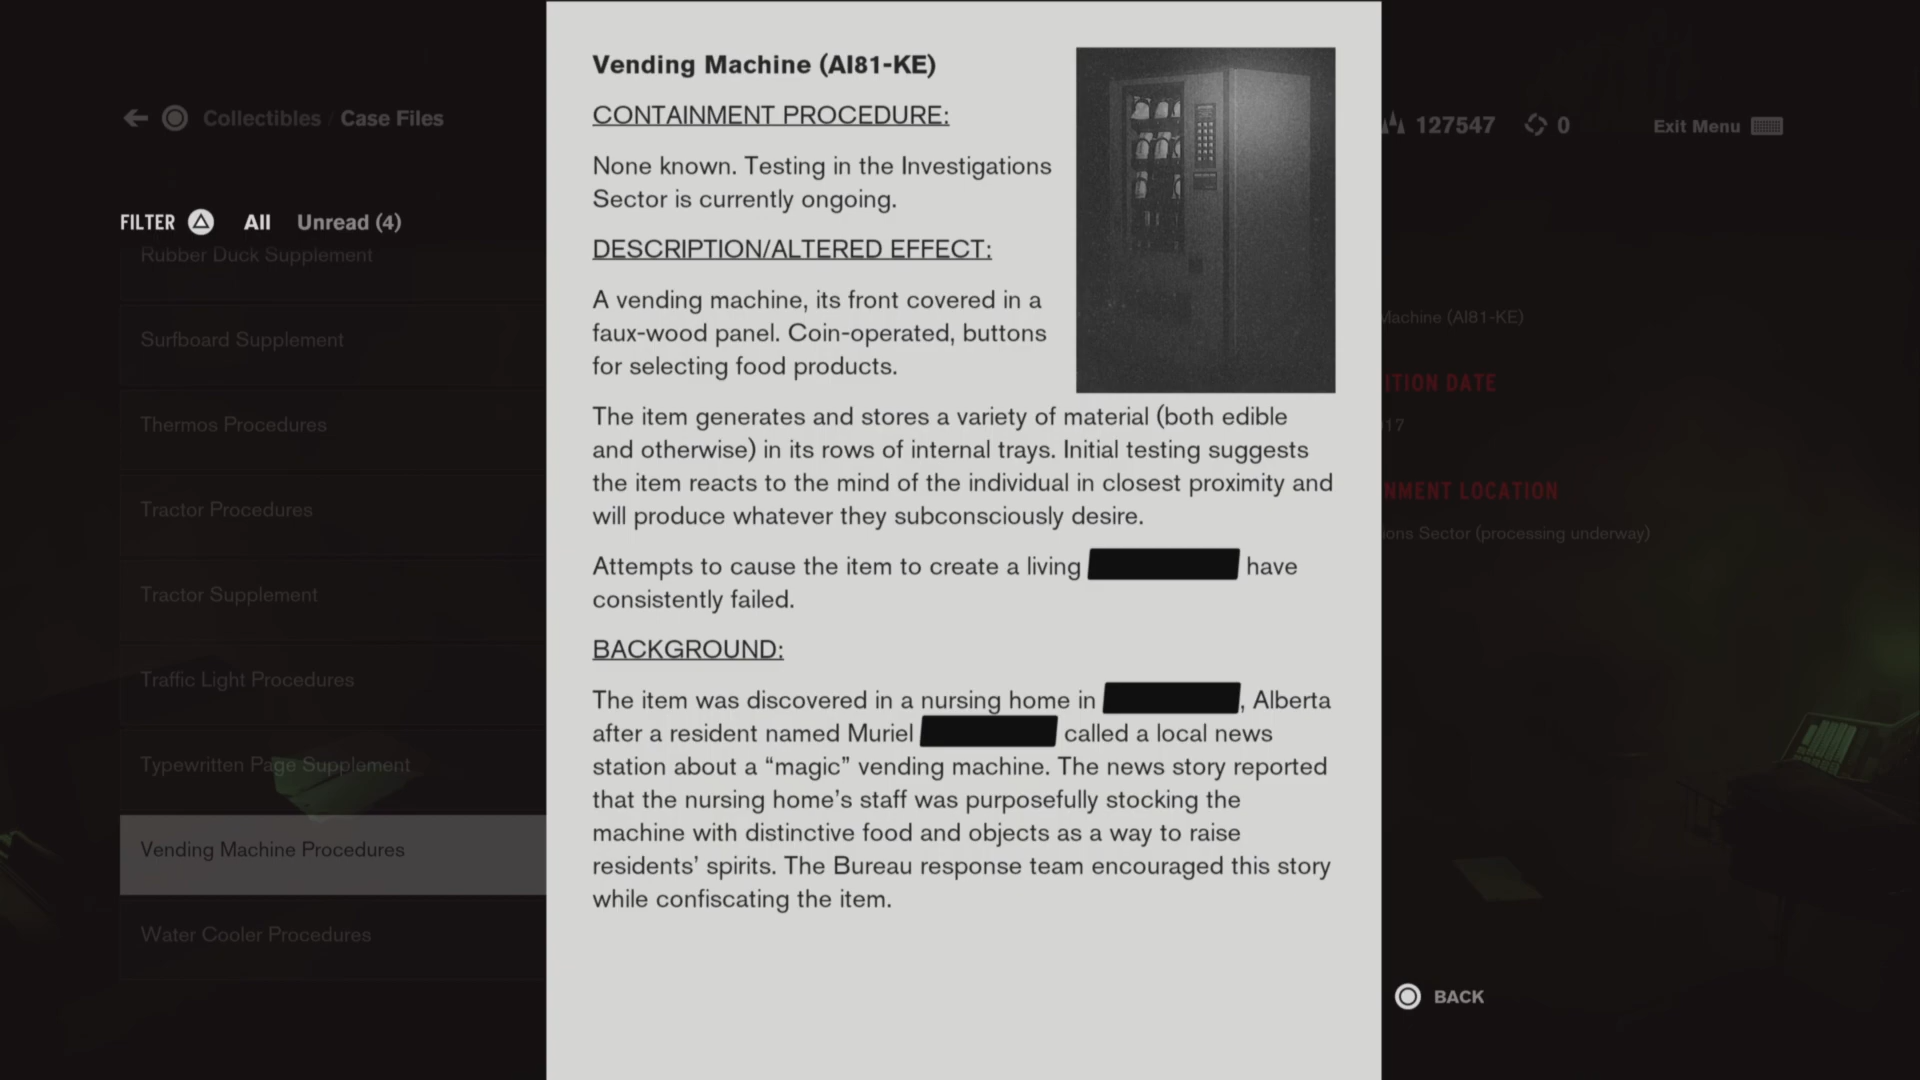 Collectibles / Case Files
127547
0
Exit Menu
FILTER
All
Unread (4)
Rubber Duck Supplement
Surfboard Supplement
Thermos Procedures
Tractor Procedures
Tractor Supplement
Traffic Light Procedures
Typewritten Page Supplement
Vending Machine Procedures
Water Cooler Procedures
Vending Machine (AI81-KE)
CONTAINMENT PROCEDURE:
None known. Testing in the Investigations
Sector is currently ongoing.
DESCRIPTION/ALTERED EFFECT:
A vending machine, its front covered in a
faux-wood panel. Coin-operated, buttons
for selecting food products.
The item generates and stores a variety of material (both edible
and otherwise) in its rows of internal trays. Initial testing suggests
the item reacts to the mind of the individual in closest proximity and
will produce whatever they subconsciously desire.
Attempts to cause the item to create a living have
consistently failed.
BACKGROUND:
The item was discovered in a nursing home in , Alberta
after a resident named Muriel called a local news
station about a “magic” vending machine. The news story reported
that the nursing home’s staff was purposefully stocking the
machine with distinctive food and objects as a way to raise
residents’ spirits. The Bureau response team encouraged this story
while confiscating the item.
Machine (AI81-KE)
ITION DATE
17
NMENT LOCATION
ons Sector (processing underway)
BACK